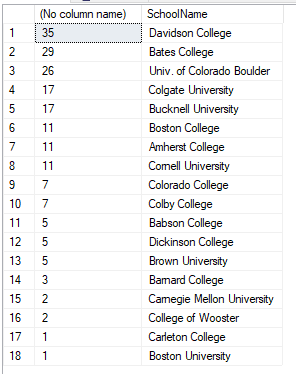 (No column name) SchoolName
1 35 Davidson College
2 29 Bates College
3 26 Univ. of Colorado Boulder
4 17 Colgate University
5 17 Bucknell University
6 11 Boston College
7 11 Amherst College
8 11 Cornell University
9 7 Colorado College
10 7 Colby College
11 5 Babson College
12 5 Dickinson College
13 5 Brown University
14 3 Barnard College
15 2 Carnegie Mellon University
16 2 College of Wooster
17 1 Carleton College
18 1 Boston University